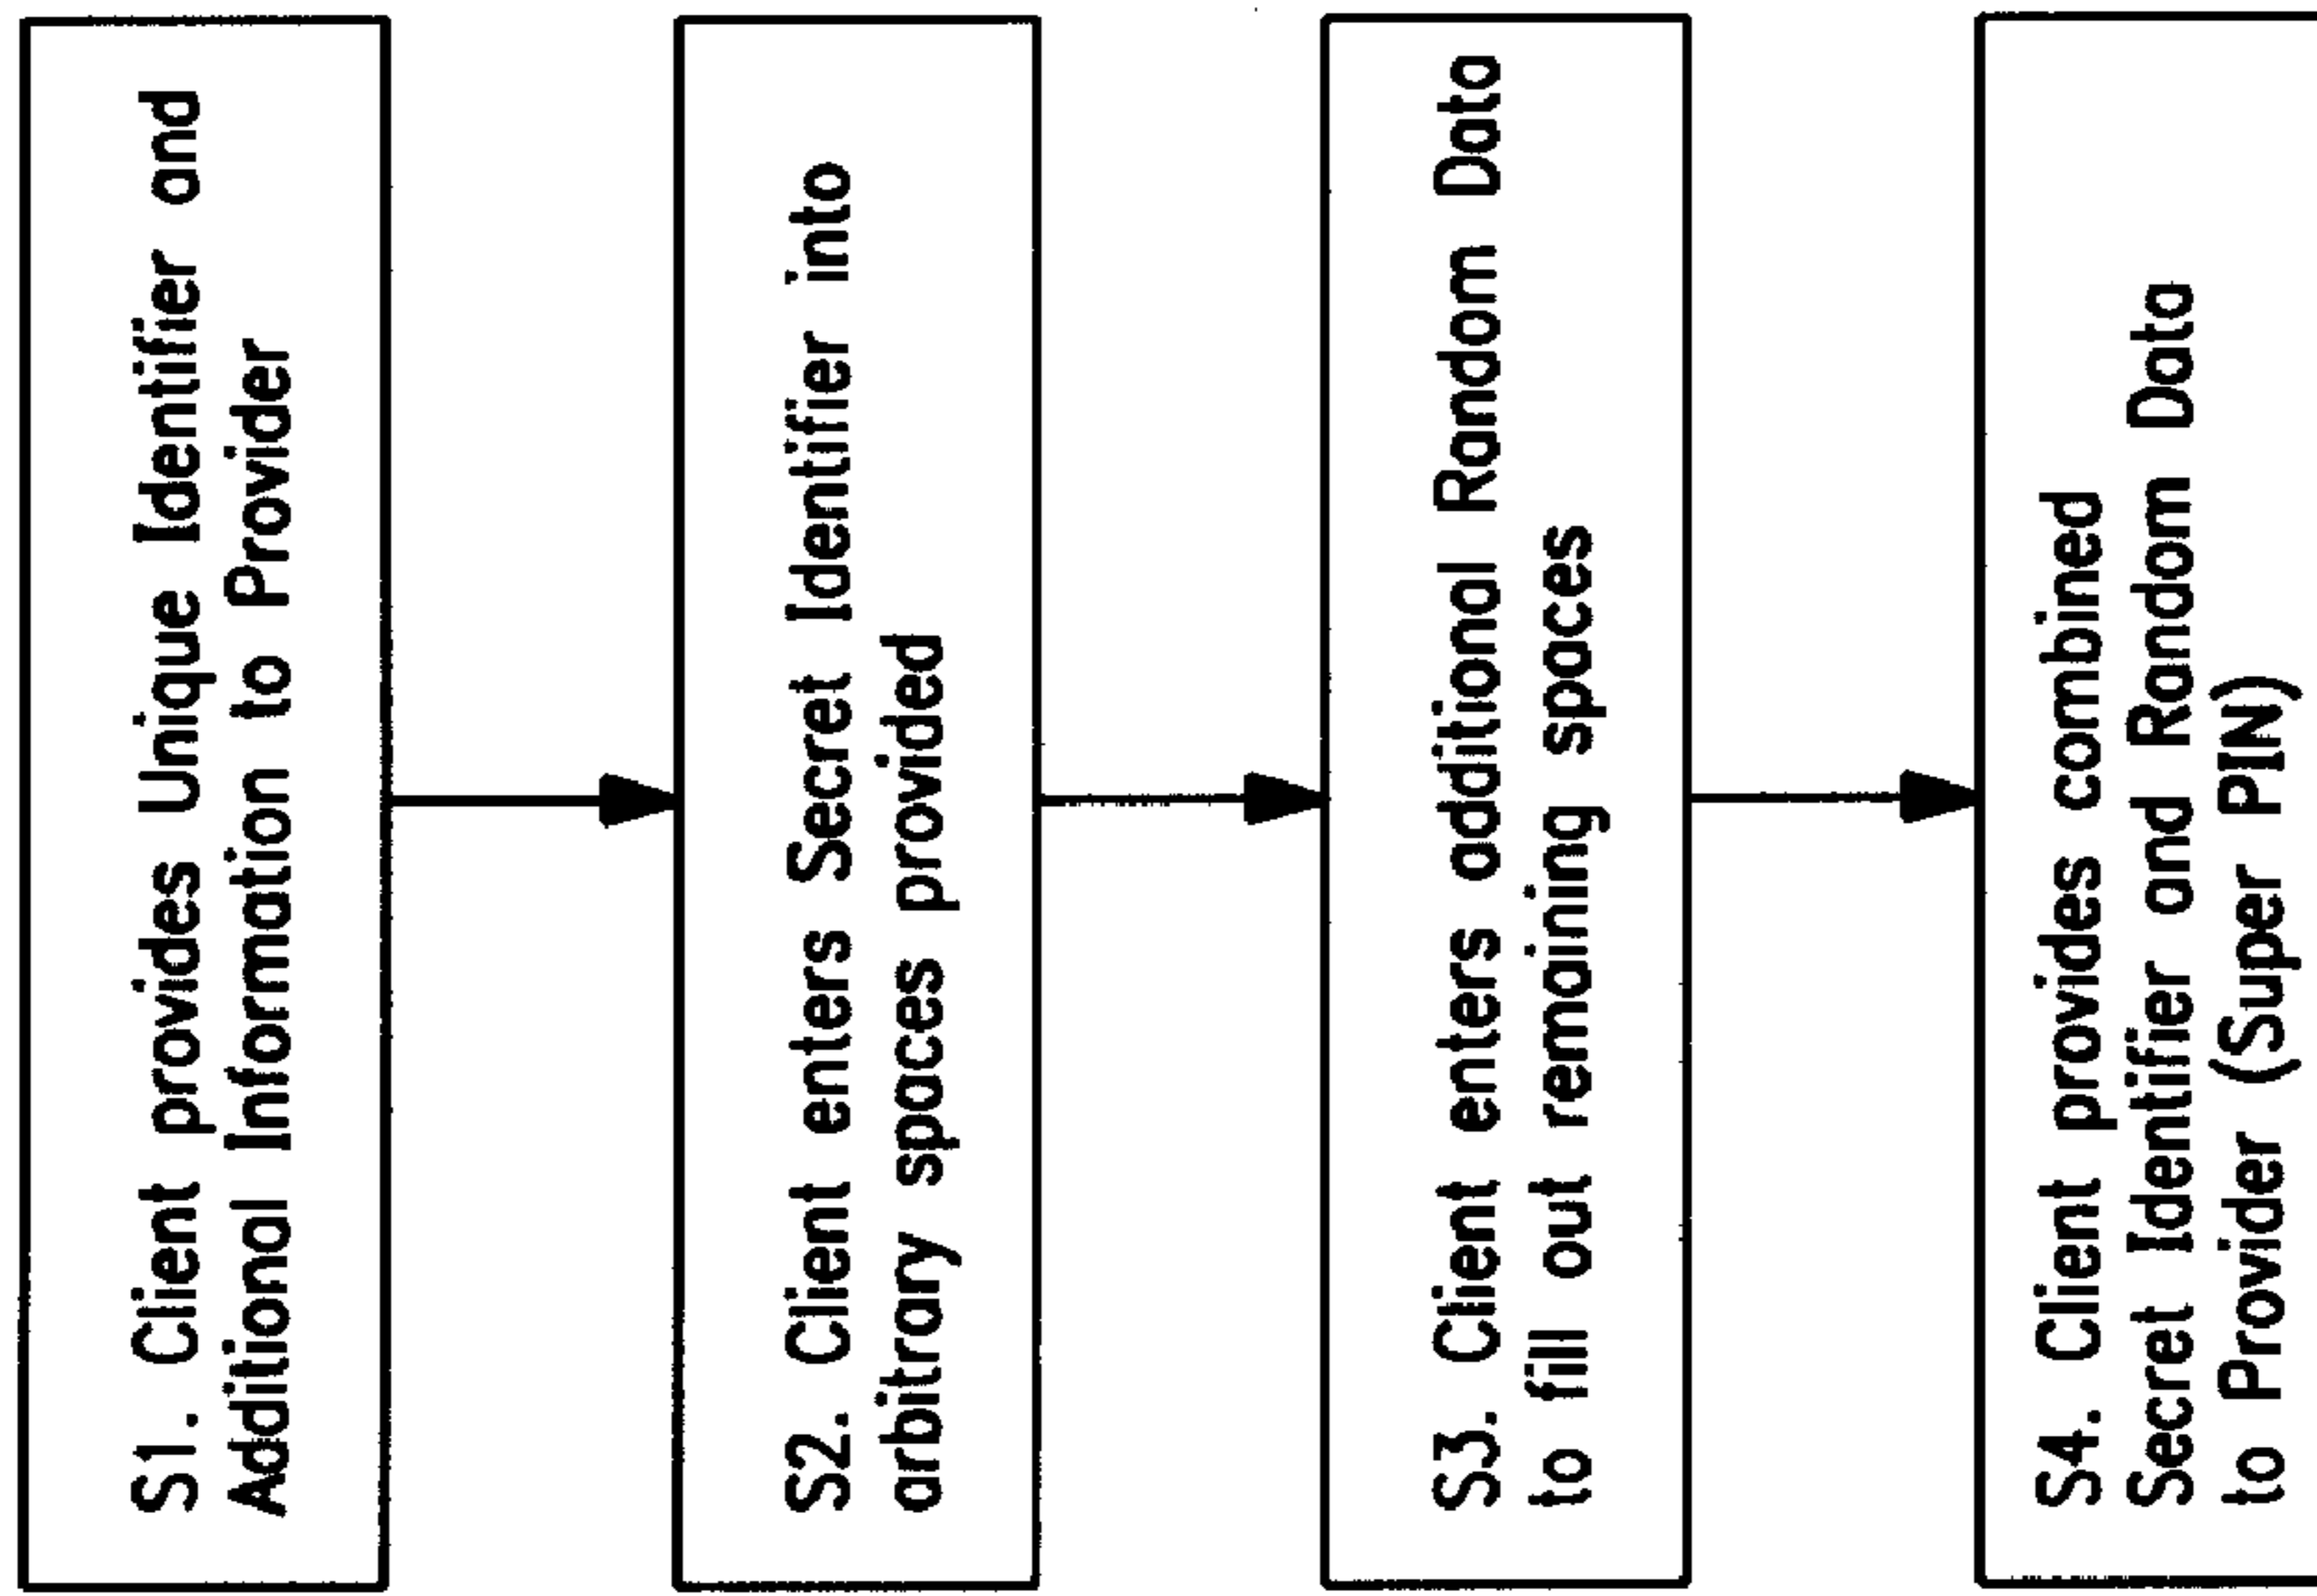 S1. Client provides Unique Identifier and
Additional Information to Provider
S2. Client enters Secret Identifier into
arbitrary spaces provided
S3. Client enters additional Random Data
to fill out remaining spaces
S4. Client provides combined
Secret Identifier and Random Data
to Provider (Super PIN)